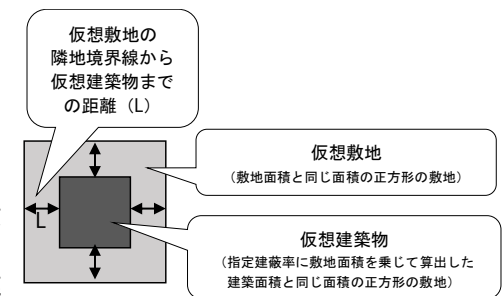 仮想敷地の
隣地境界線から
仮想建築物まで
の距離（L）
仮想敷地
（敷地面積と同じ面積の正方形の敷地）
L
仮想建築物
（指定建蔽率に敷地面積を乗じて算出した
建築面積と同じ面積の正方形の敷地）